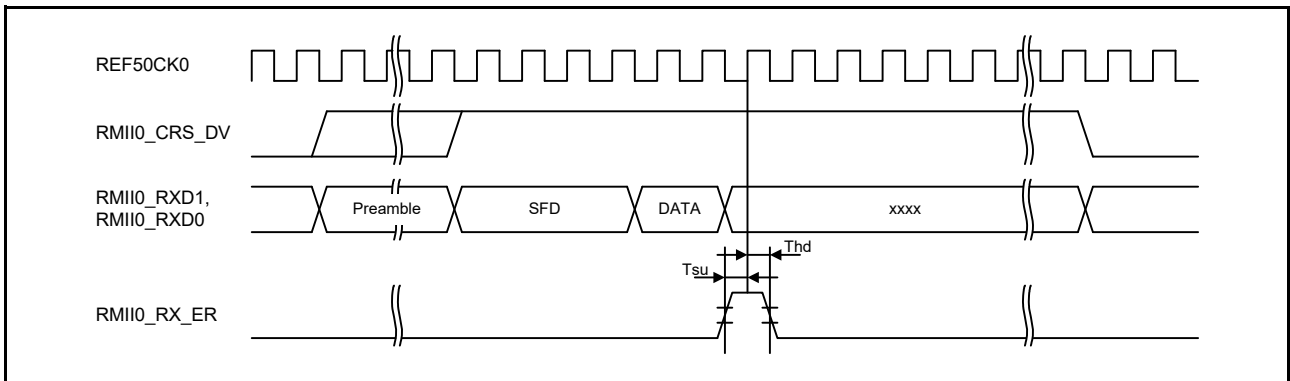 REF50CK0
RMII0_CRS_DV
RMII0_RXD1,
RMII0_RXD0
Preamble
SFD
DATA
xxxx
Thd
Tsu
RMII0_RX_ER